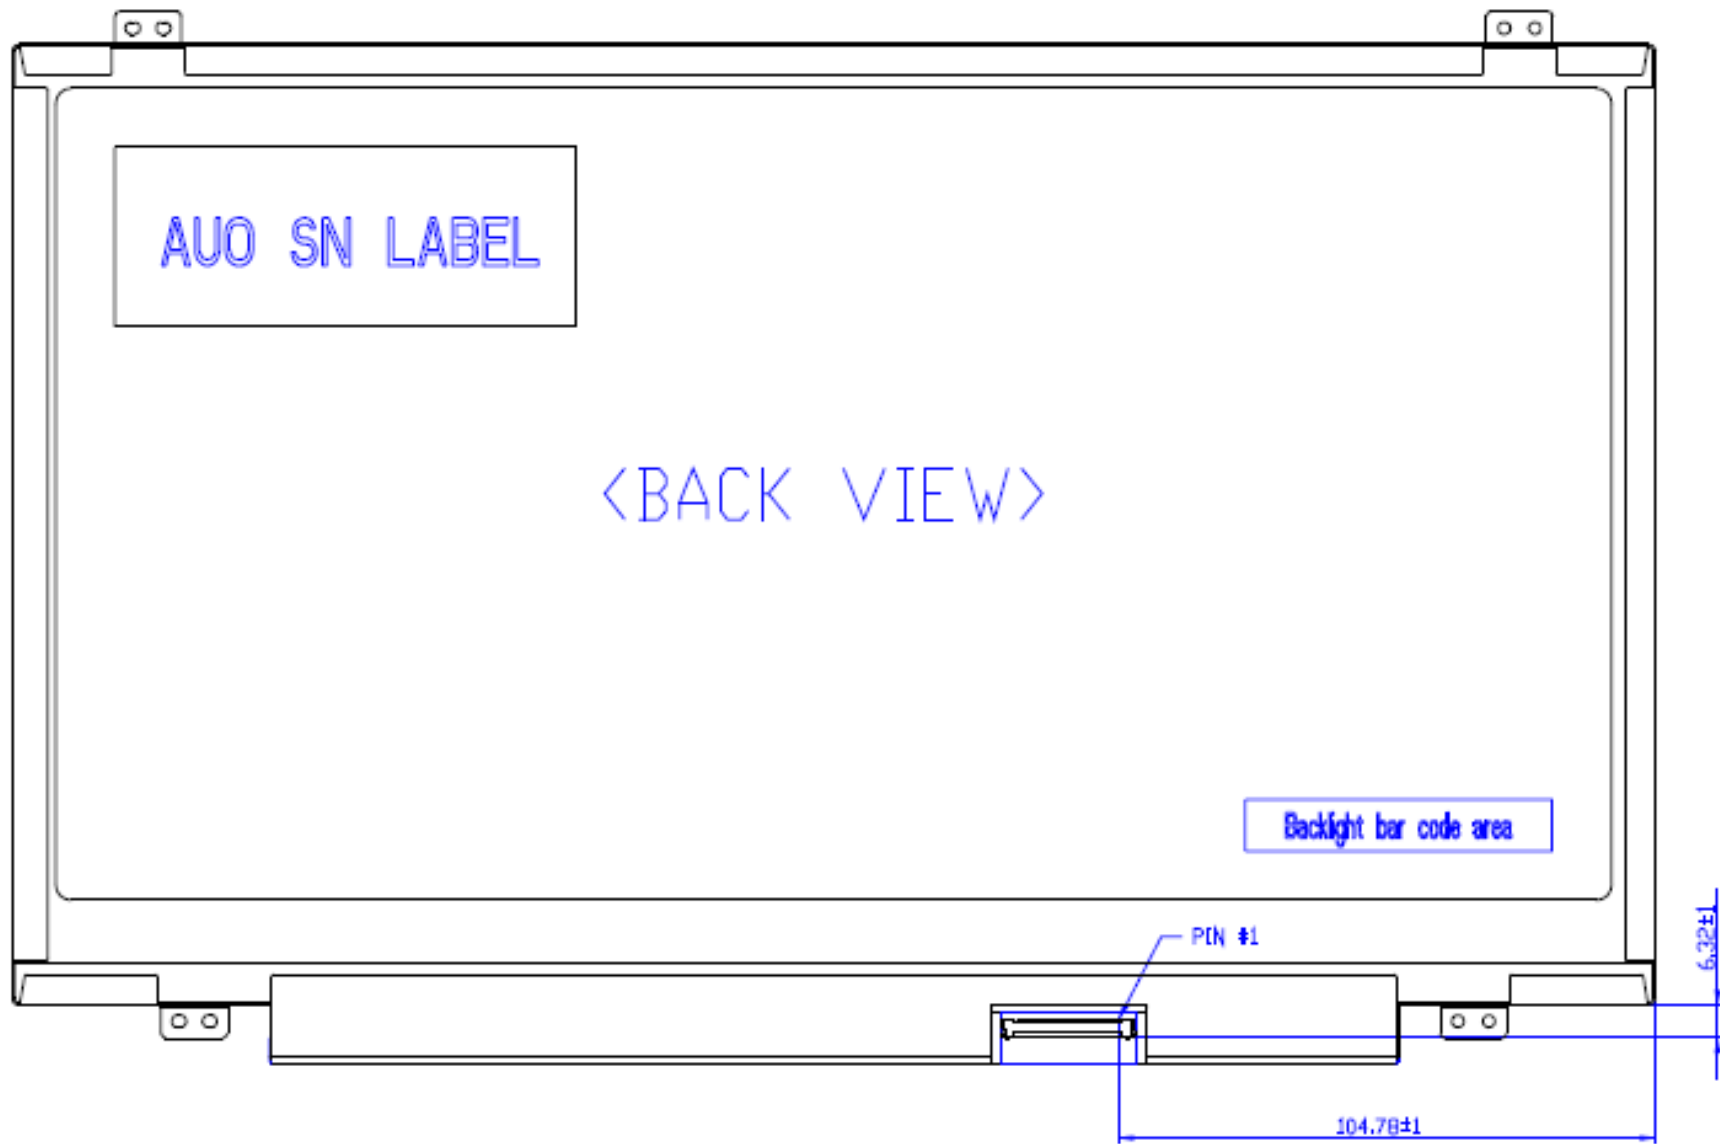 AUO SN LABEL
<BACK VIEW>
Backlight bar code area
PIN #1
6.32±1
104.78±1